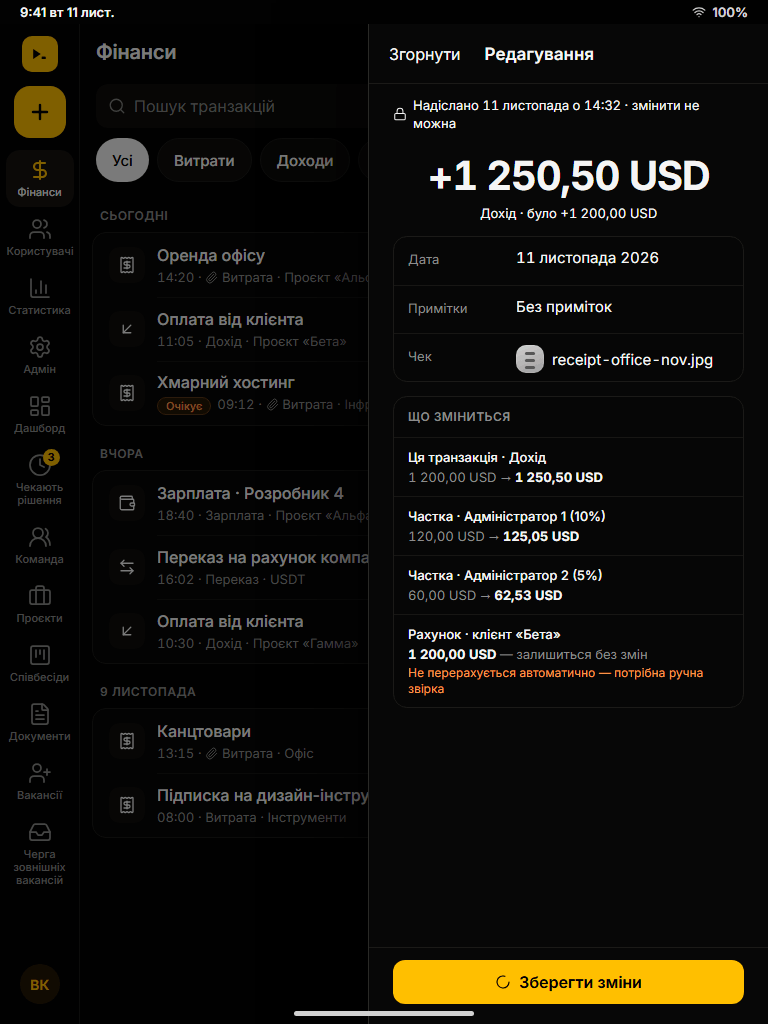 9:41 вт 11 лист.
100%
Фінанси
Користувачі
Статистика
Адмін
Дашборд
3
Чекають
рішення
Команда
Проєкти
Співбесіди
Документи
Вакансії
Черга
зовнішніх
вакансій
ВК
Фінанси
Пошук транзакцій
Усі
Витрати
Доходи
СЬОГОДНІ
Оренда офісу
14:20 · Витрата · Проєкт «Альф
Оплата від клієнта
11:05 · Дохід · Проєкт «Бета»
Хмарний хостинг
Очікує 09:12 · Витрата · Інфр
ВЧОРА
Зарплата · Розробник 4
18:40 · Зарплата · Проєкт «Альфа
Переказ на рахунок компа
16:02 · Переказ · USDT
Оплата від клієнта
10:30 · Дохід · Проєкт «Гамма»
9 ЛИСТОПАДА
Канцтовари
13:15 · Витрата · Офіс
Підписка на дизайн-інстру
08:00 · Витрата · Інструменти
Згорнути
Редагування
Надіслано 11 листопада о 14:32 · змінити не
можна
+1 250,50 USD
Дохід · було +1 200,00 USD
Дата
11 листопада 2026
Примітки
Без приміток
Чек
receipt-office-nov.jpg
ЩО ЗМІНИТЬСЯ
Ця транзакція · Дохід
1 200,00 USD → 1 250,50 USD
Частка · Адміністратор 1 (10%)
120,00 USD → 125,05 USD
Частка · Адміністратор 2 (5%)
60,00 USD → 62,53 USD
Рахунок · клієнт «Бета»
1 200,00 USD — залишиться без змін
Не перерахується автоматично — потрібна ручна
звірка
Зберегти зміни